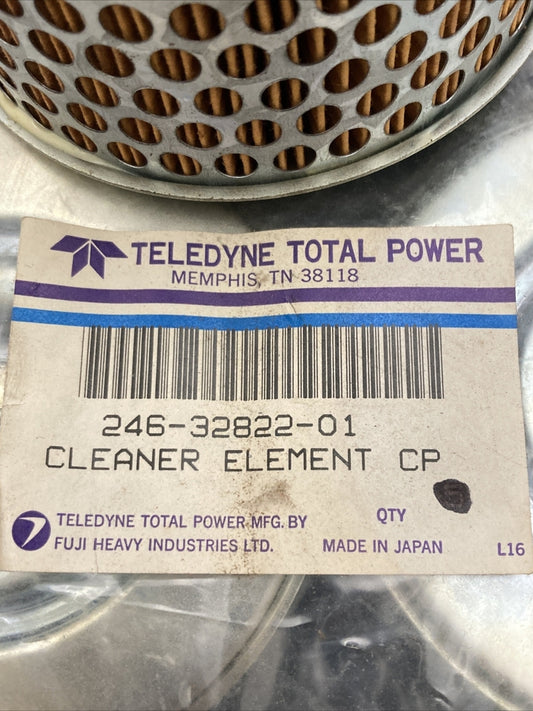 TELEDYNE TOTAL POWER
MEMPHIS, TN 38118
246-32822-01
CLEANER ELEMENT CP
TELEDYNE TOTAL POWER MFG. BY
FUJI HEAVY INDUSTRIES LTD.
QTY
MADE IN JAPAN
L16